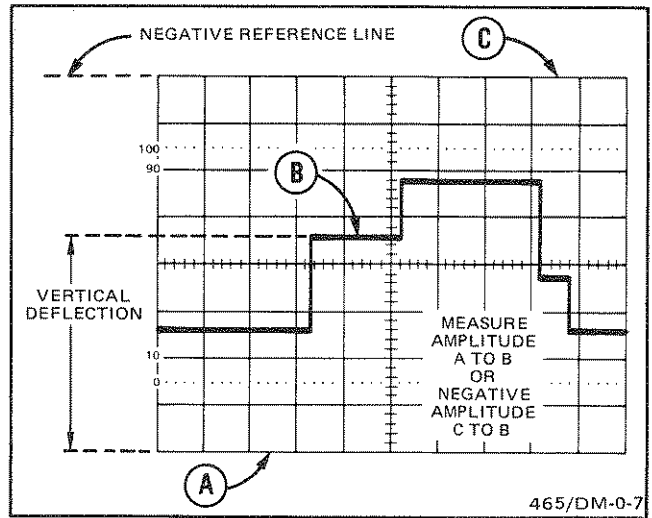 NEGATIVE REFERENCE LINE
C
100
90
B
VERTICAL
DEFLECTION
MEASURE
AMPLITUDE
A TO B
OR
NEGATIVE
AMPLITUDE
C TO B
10
0
A
465/DM-0-7